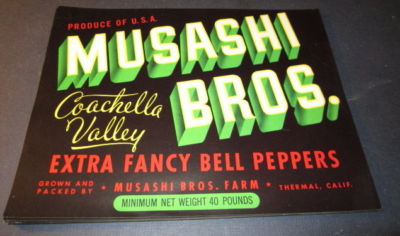 PRODUCE OF U.S.A.
MUSASHI
Coachella Valley
BROS.
EXTRA FANCY BELL PEPPERS
GROWN AND PACKED BY * MUSASHI BROS. FARM * THERMAL, CALIF.
MINIMUM NET WEIGHT 40 POUNDS